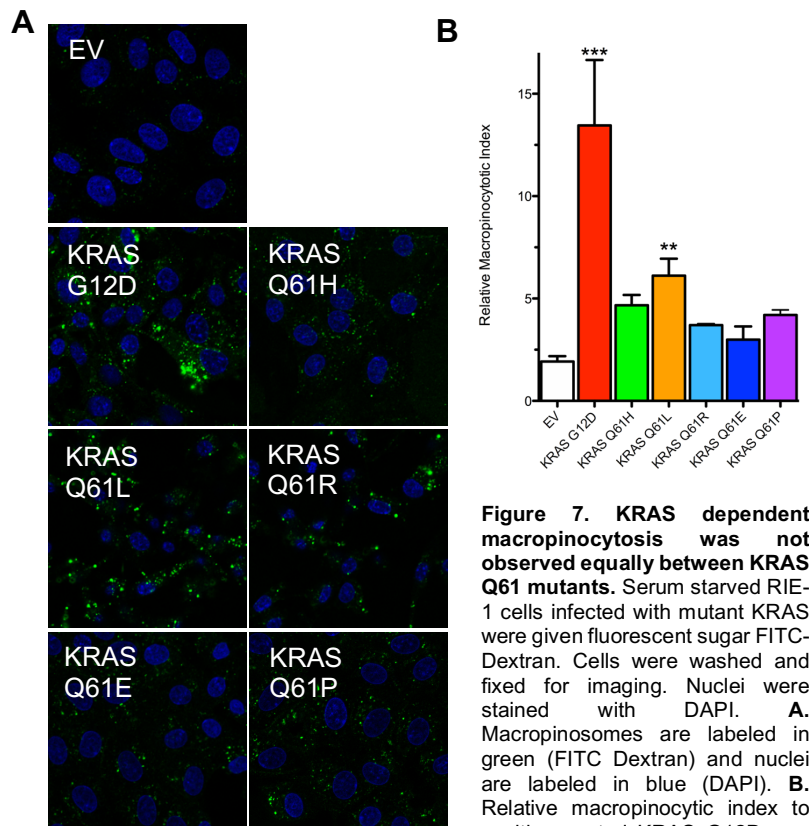 A
EV
KRAS
G12D
KRAS
Q61H
KRAS
Q61L
KRAS
Q61R
KRAS
Q61E
KRAS
Q61P
B
Relative Macropinocytotic Index
15
10
5
0
***
**
EV
KRAS G12D
KRAS Q61H
KRAS Q61L
KRAS Q61R
KRAS Q61E
KRAS Q61P
Figure 7. KRAS dependent
macropinocytosis was not
observed equally between KRAS
Q61 mutants. Serum starved RIE-
1 cells infected with mutant KRAS
were given fluorescent sugar FITC-
Dextran. Cells were washed and
fixed for imaging. Nuclei were
stained with DAPI. A.
Macropinosomes are labeled in
green (FITC Dextran) and nuclei
are labeled in blue (DAPI). B.
Relative macropinocytic index to